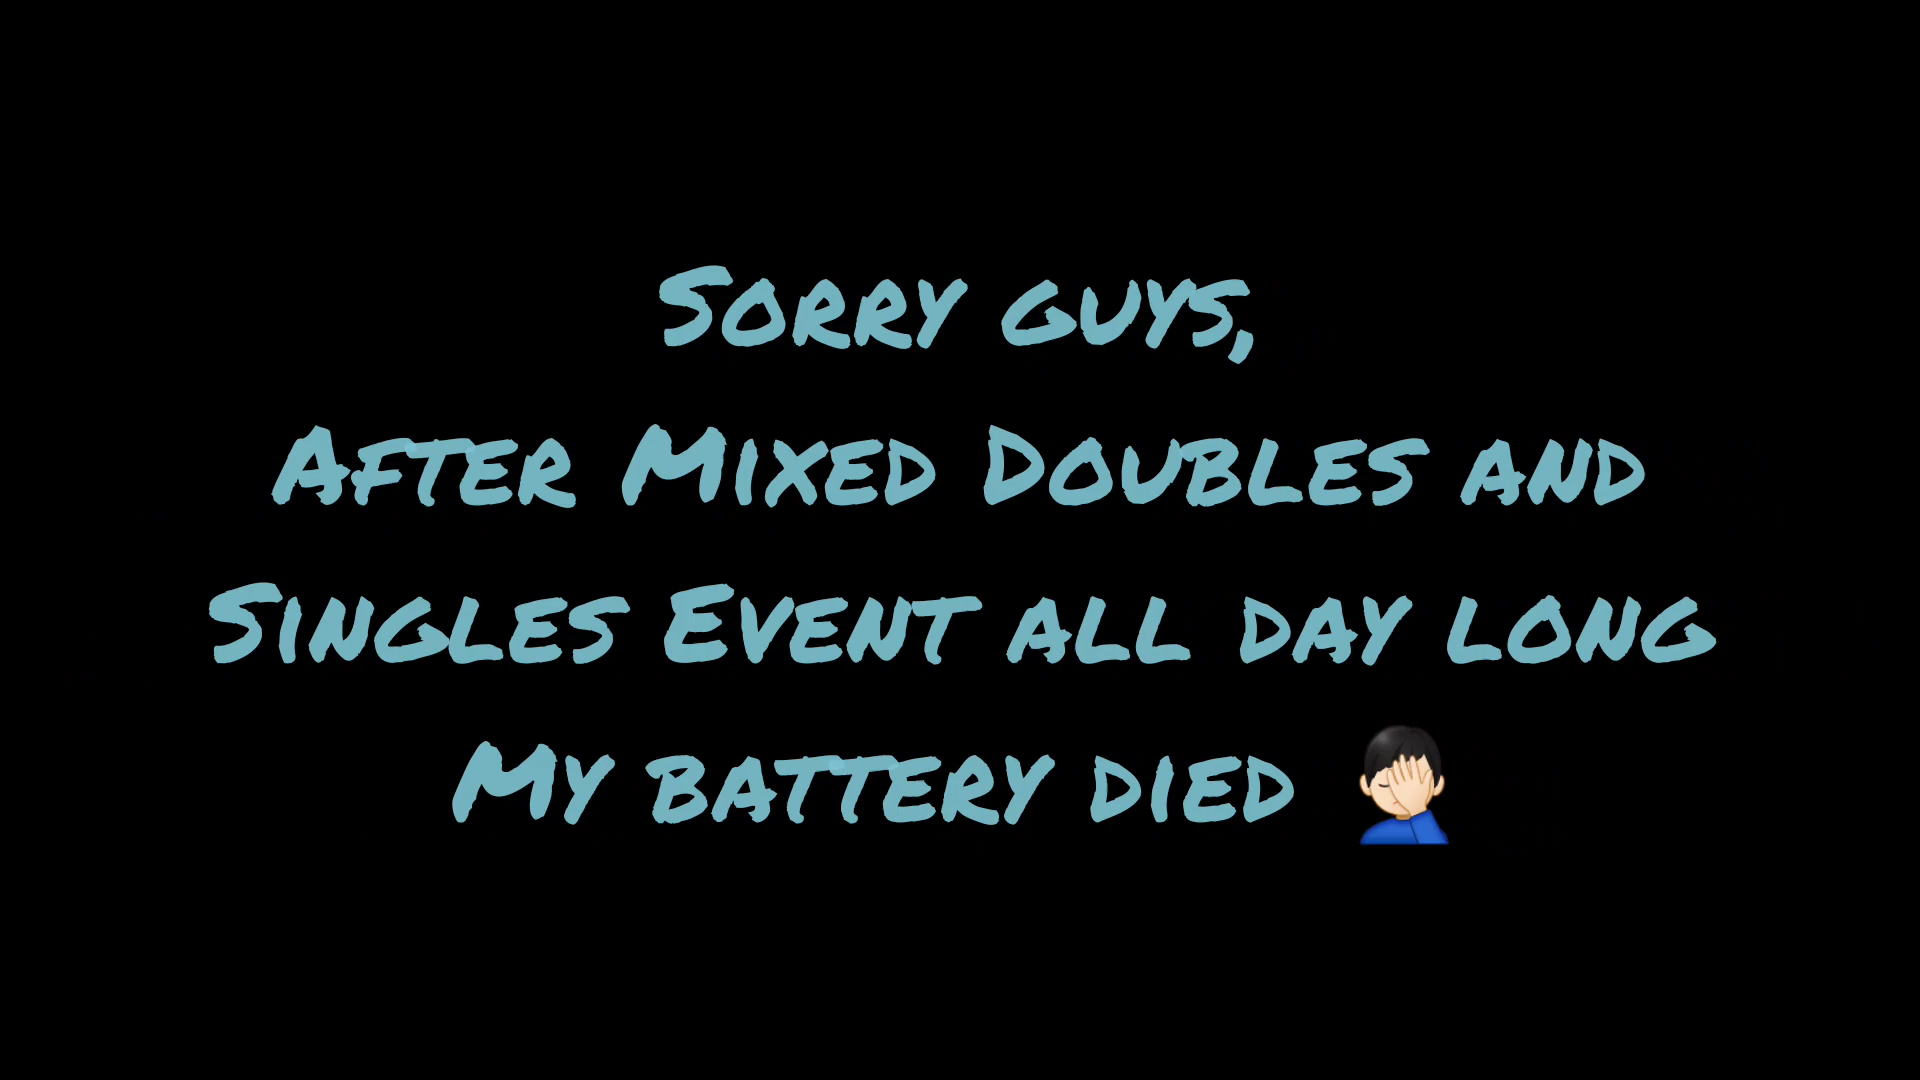 Sorry guys,
After Mixed Doubles and
Singles Event all day long
My battery died 🤦🏻‍♂️